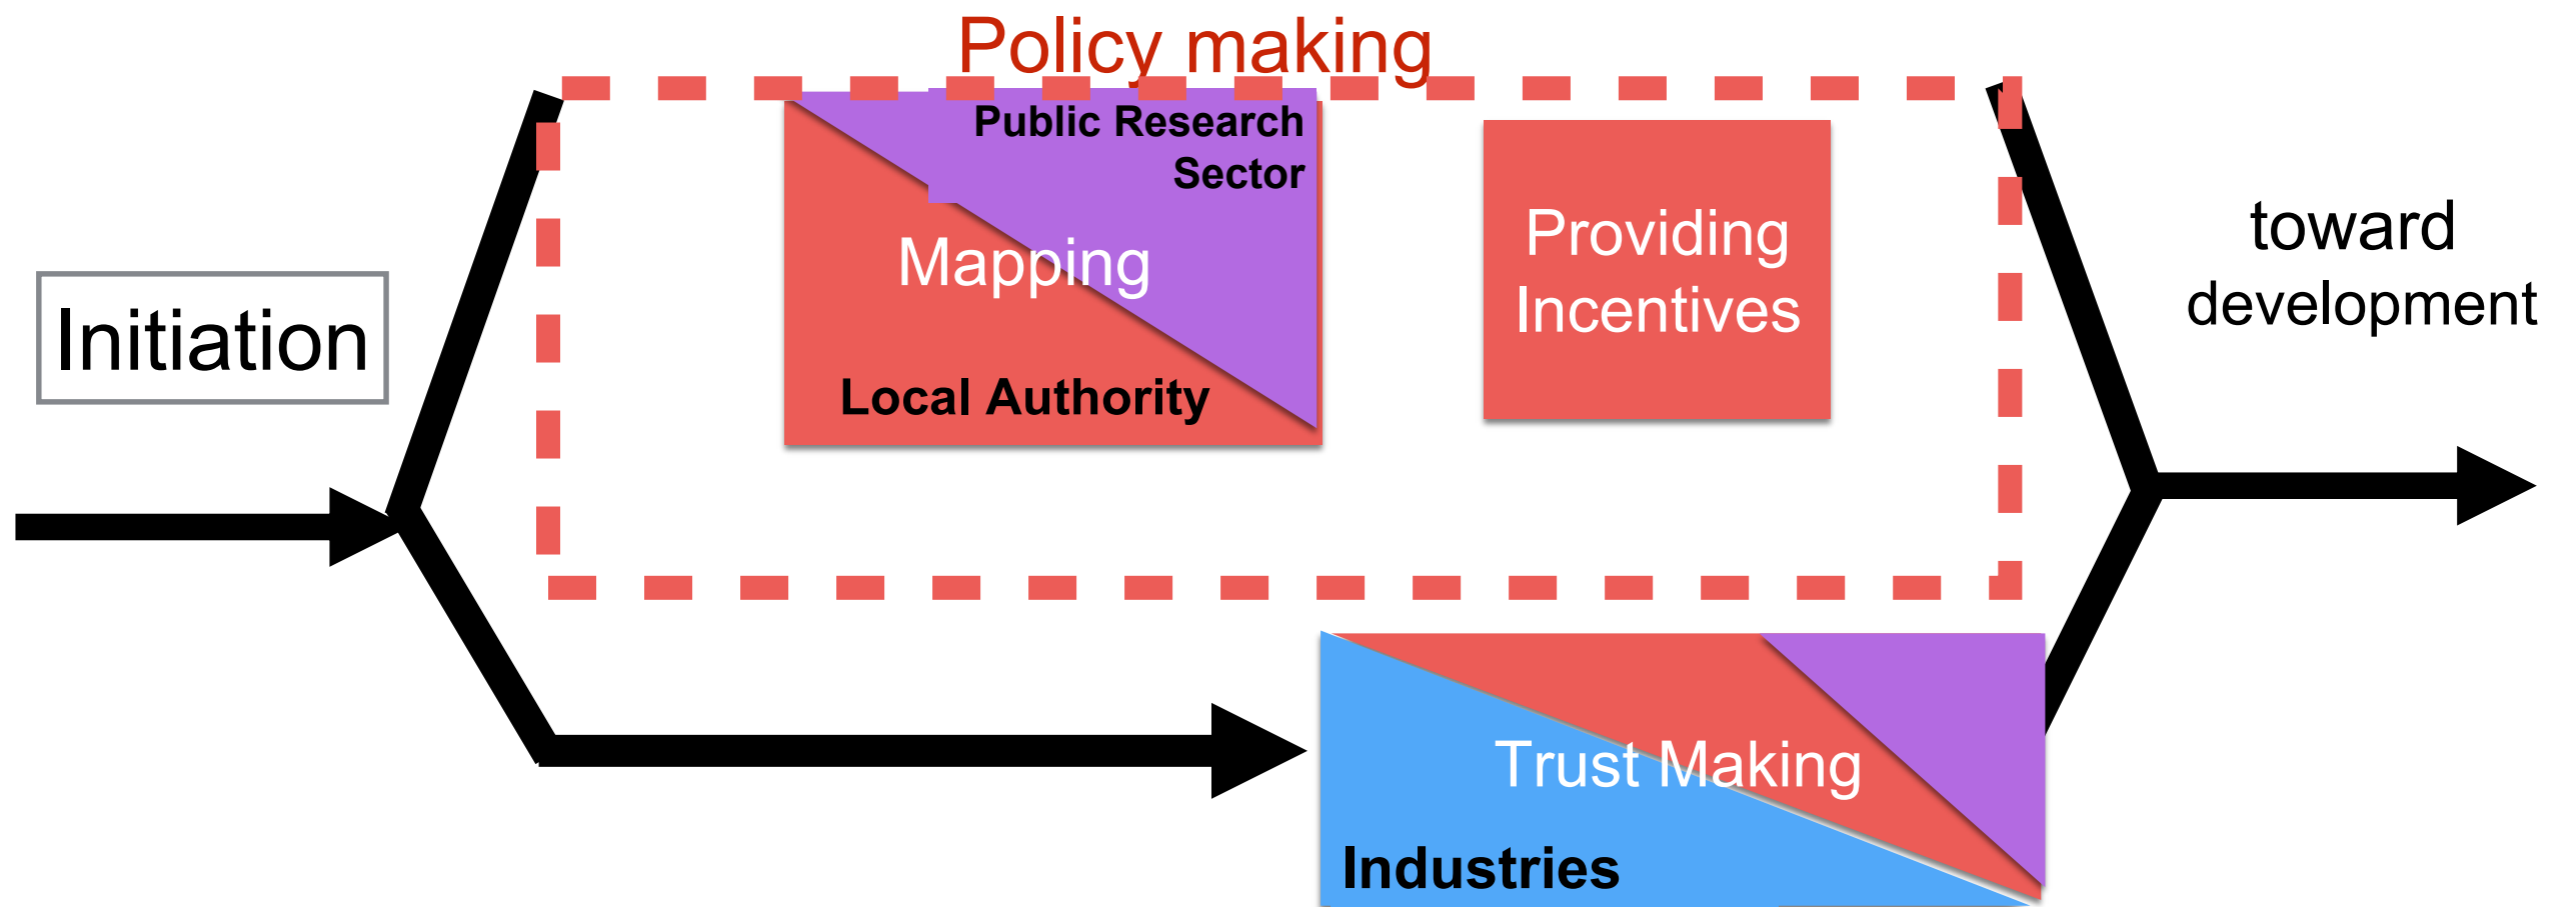 Policy making
Public Research
Sector
Mapping
Local Authority
Providing
Incentives
Initiation
toward
development
Trust Making
Industries